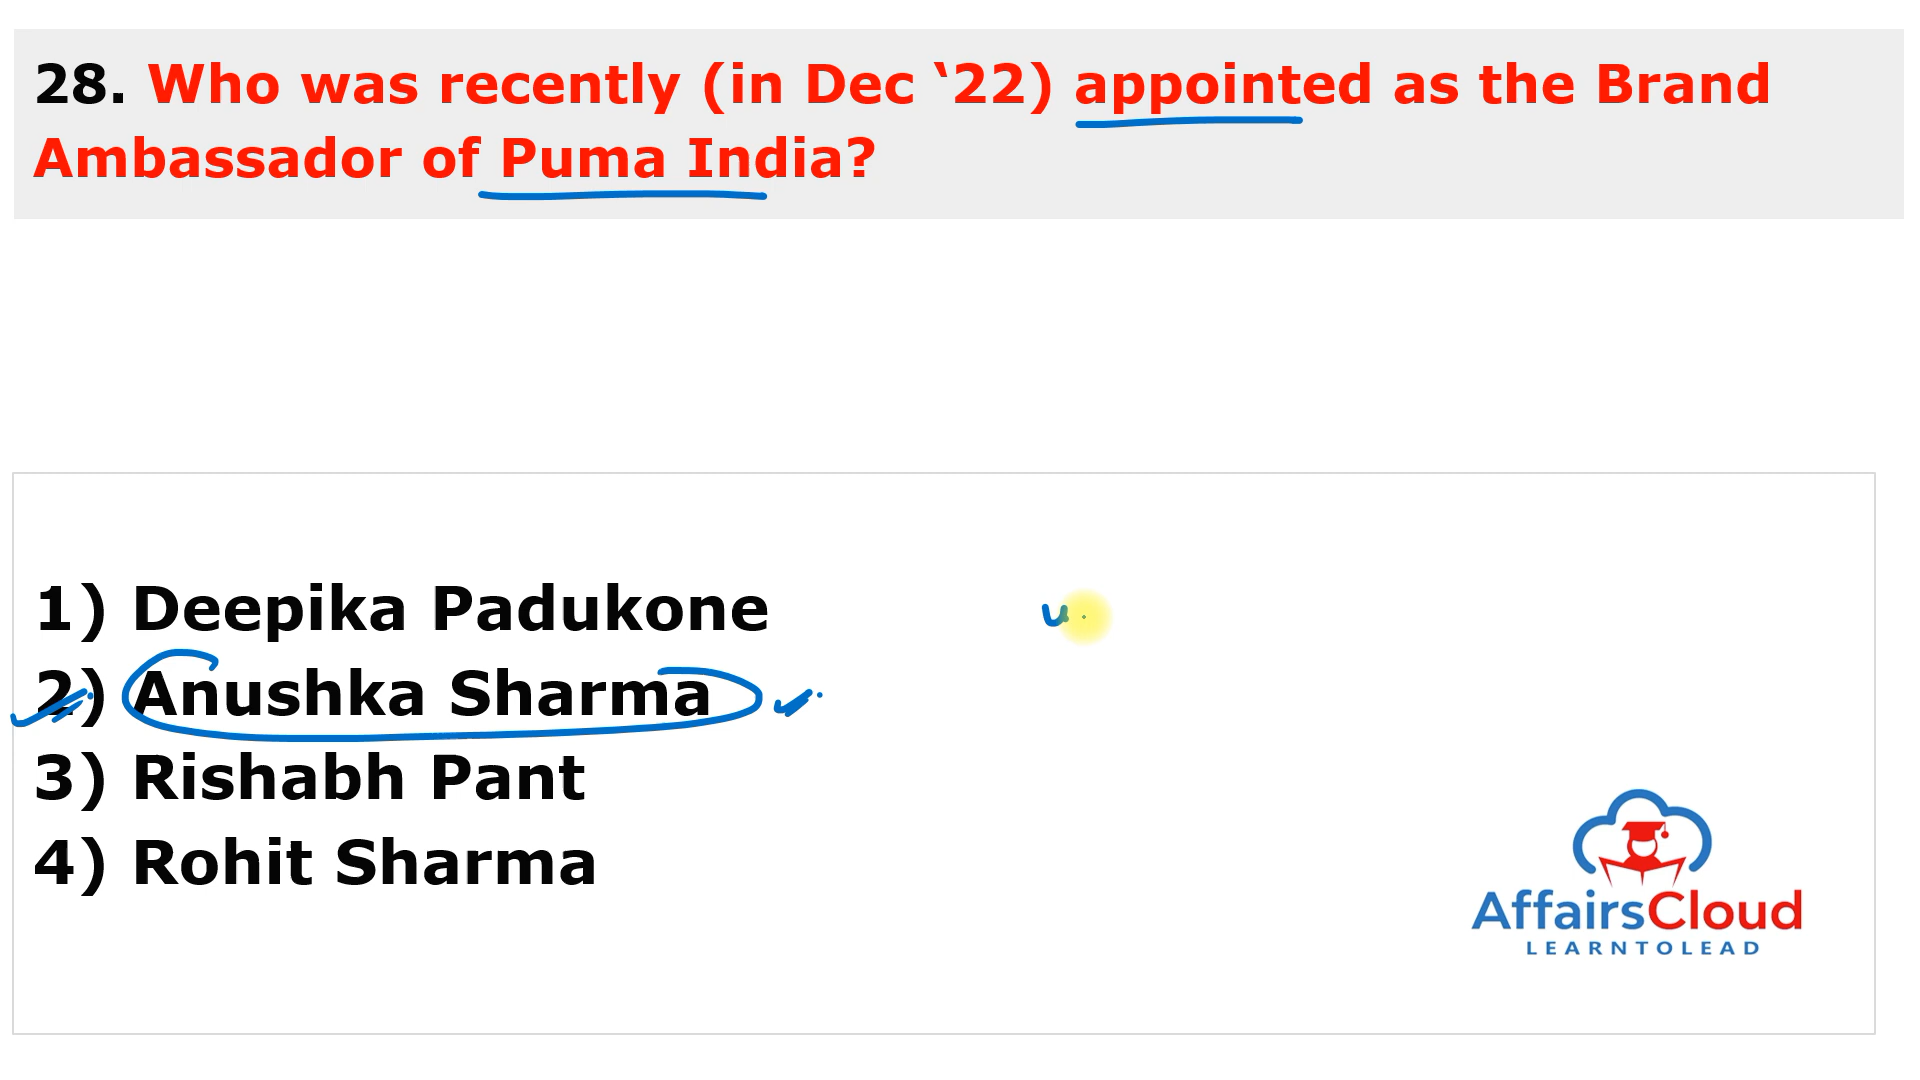 28. Who was recently (in Dec ‘22) appointed as the Brand
Ambassador of Puma India?
1) Deepika Padukone
2) Anushka Sharma
3) Rishabh Pant
4) Rohit Sharma
AffairsCloud
LEARNTOLEAD